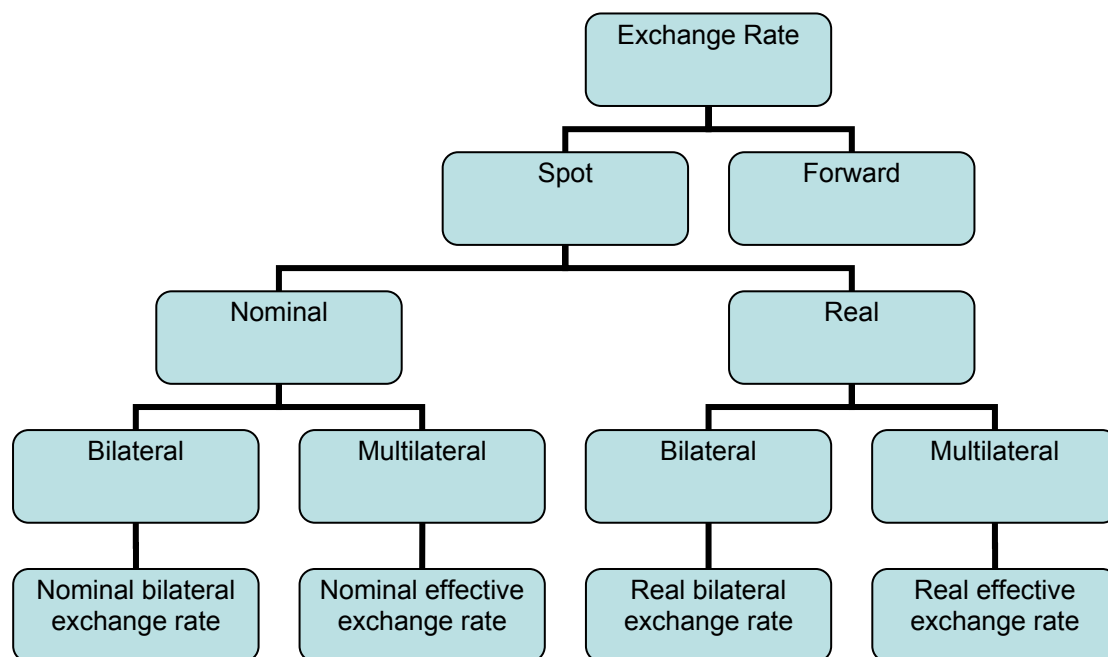 Exchange Rate
Spot
Forward
Nominal
Real
Bilateral
Multilateral
Bilateral
Multilateral
Nominal bilateral
exchange rate
Nominal effective
exchange rate
Real bilateral
exchange rate
Real effective
exchange rate